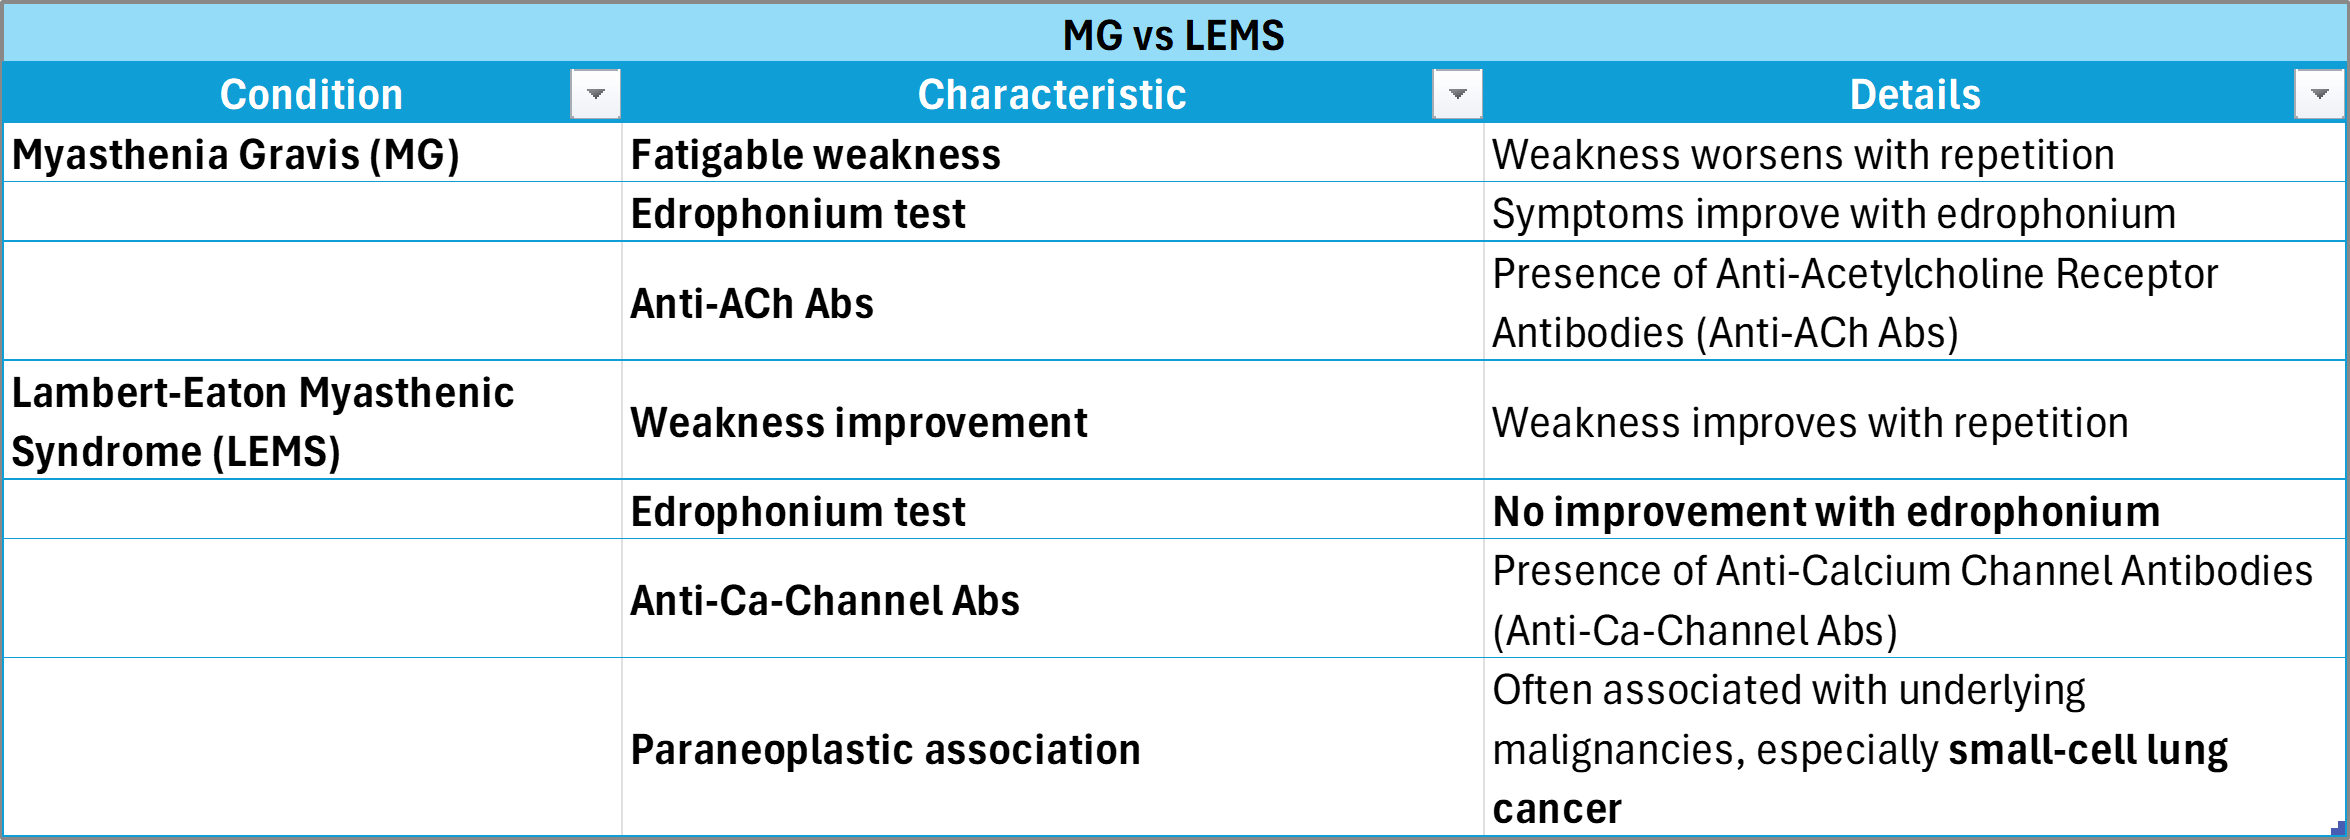 MG vs LEMS
Condition Characteristic Details
Myasthenia Gravis (MG) Fatigable weakness Weakness worsens with repetition
Edrophonium test Symptoms improve with edrophonium
Anti-ACh Abs Presence of Anti-Acetylcholine Receptor
Antibodies (Anti-ACh Abs)
Lambert-Eaton Myasthenic
Syndrome (LEMS) Weakness improvement Weakness improves with repetition
Edrophonium test No improvement with edrophonium
Anti-Ca-Channel Abs Presence of Anti-Calcium Channel Antibodies
(Anti-Ca-Channel Abs)
Paraneoplastic association Often associated with underlying
malignancies, especially small-cell lung
cancer